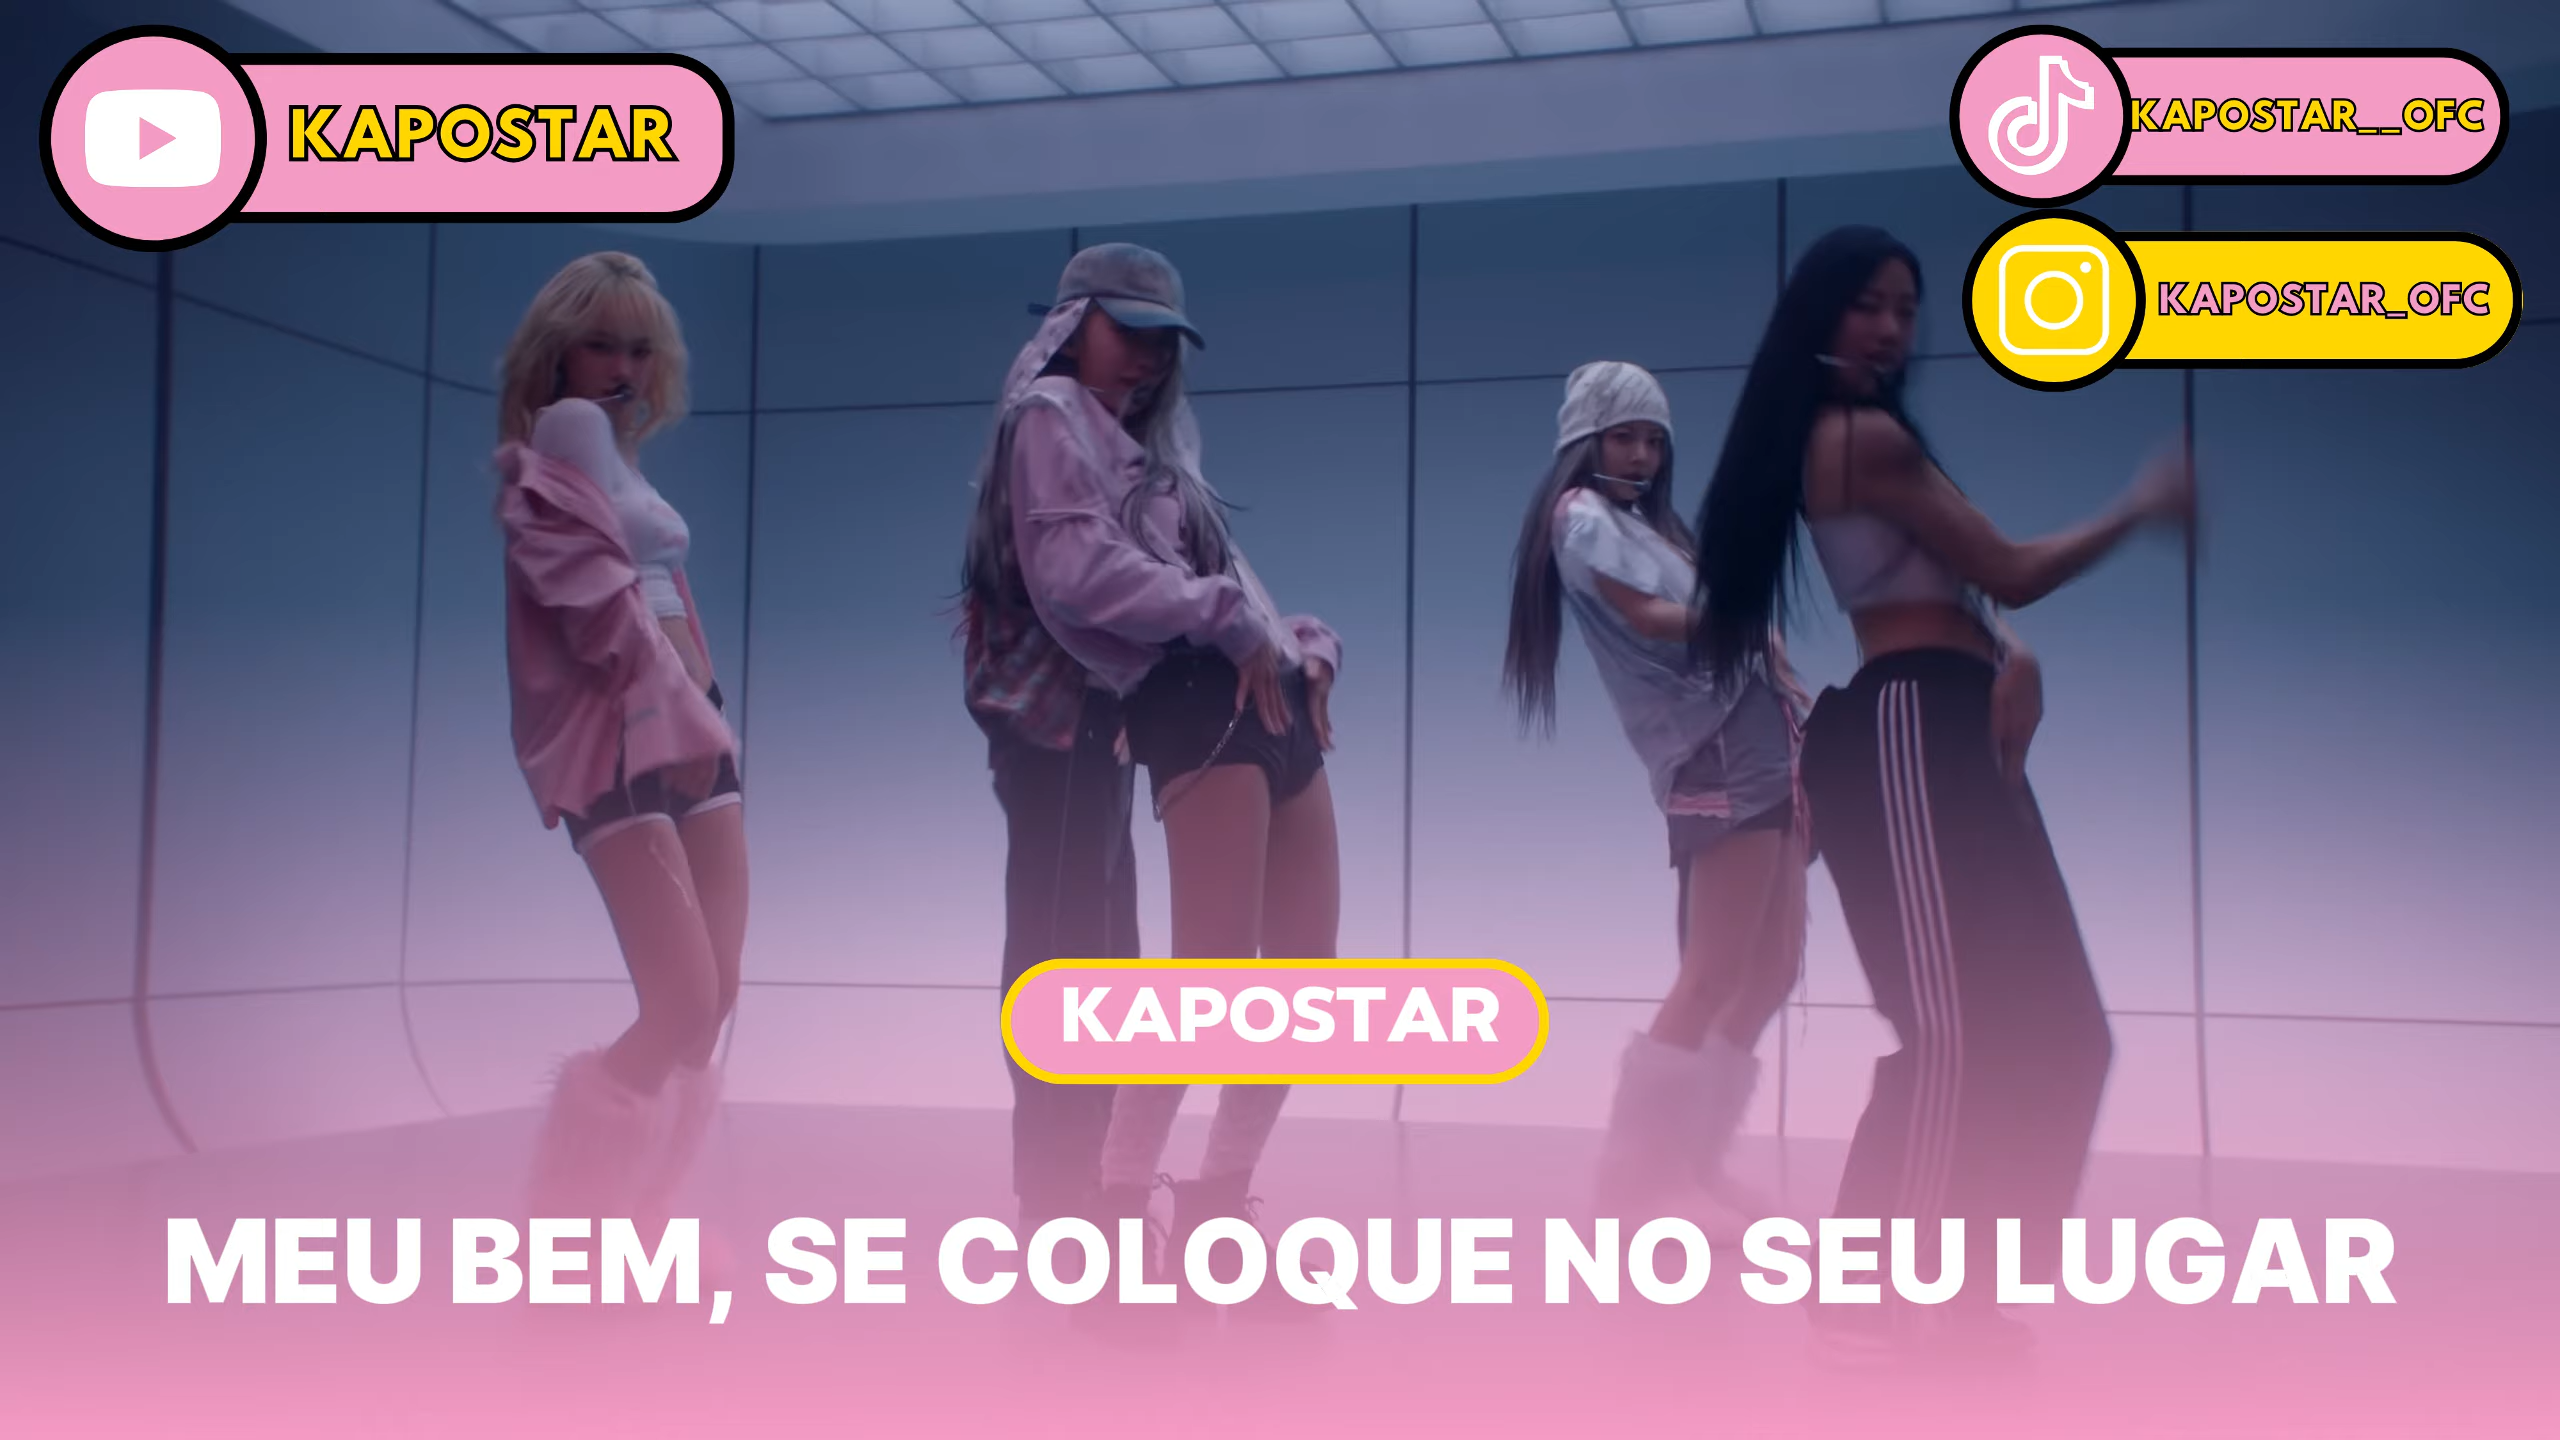 KAPOSTAR
KAPOSTAR__OFC
KAPOSTAR_OFC
KAPOSTAR
MEU BEM, SE COLOQUE NO SEU LUGAR